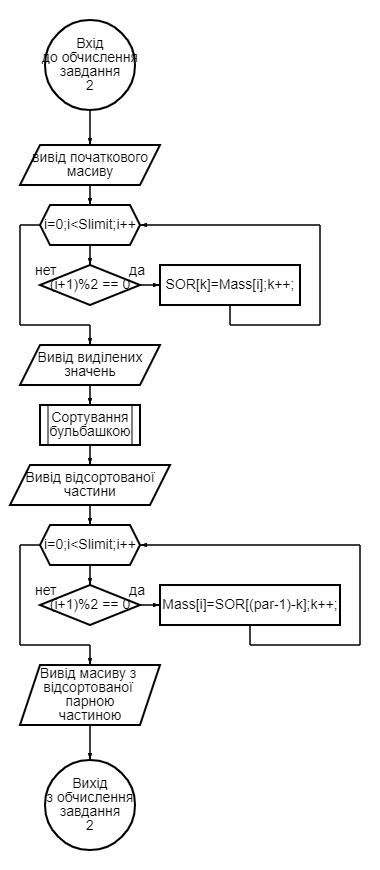 Вхід
до обчислення
завдання
2
вивід початкового
масиву
i=0;i<Slimit;i++
нет
да
(i+1)%2 == 0
SOR[k]=Mass[i];k++;
Вивід виділених
значень
Сортування
бульбашкою
Вивід відсортованої
частини
i=0;i<Slimit;i++
нет
да
(i+1)%2 == 0
Mass[i]=SOR[(par-1)-k];k++;
Вивід масиву з
відсортованої
парною
частиною
Вихід
з обчислення
завдання
2